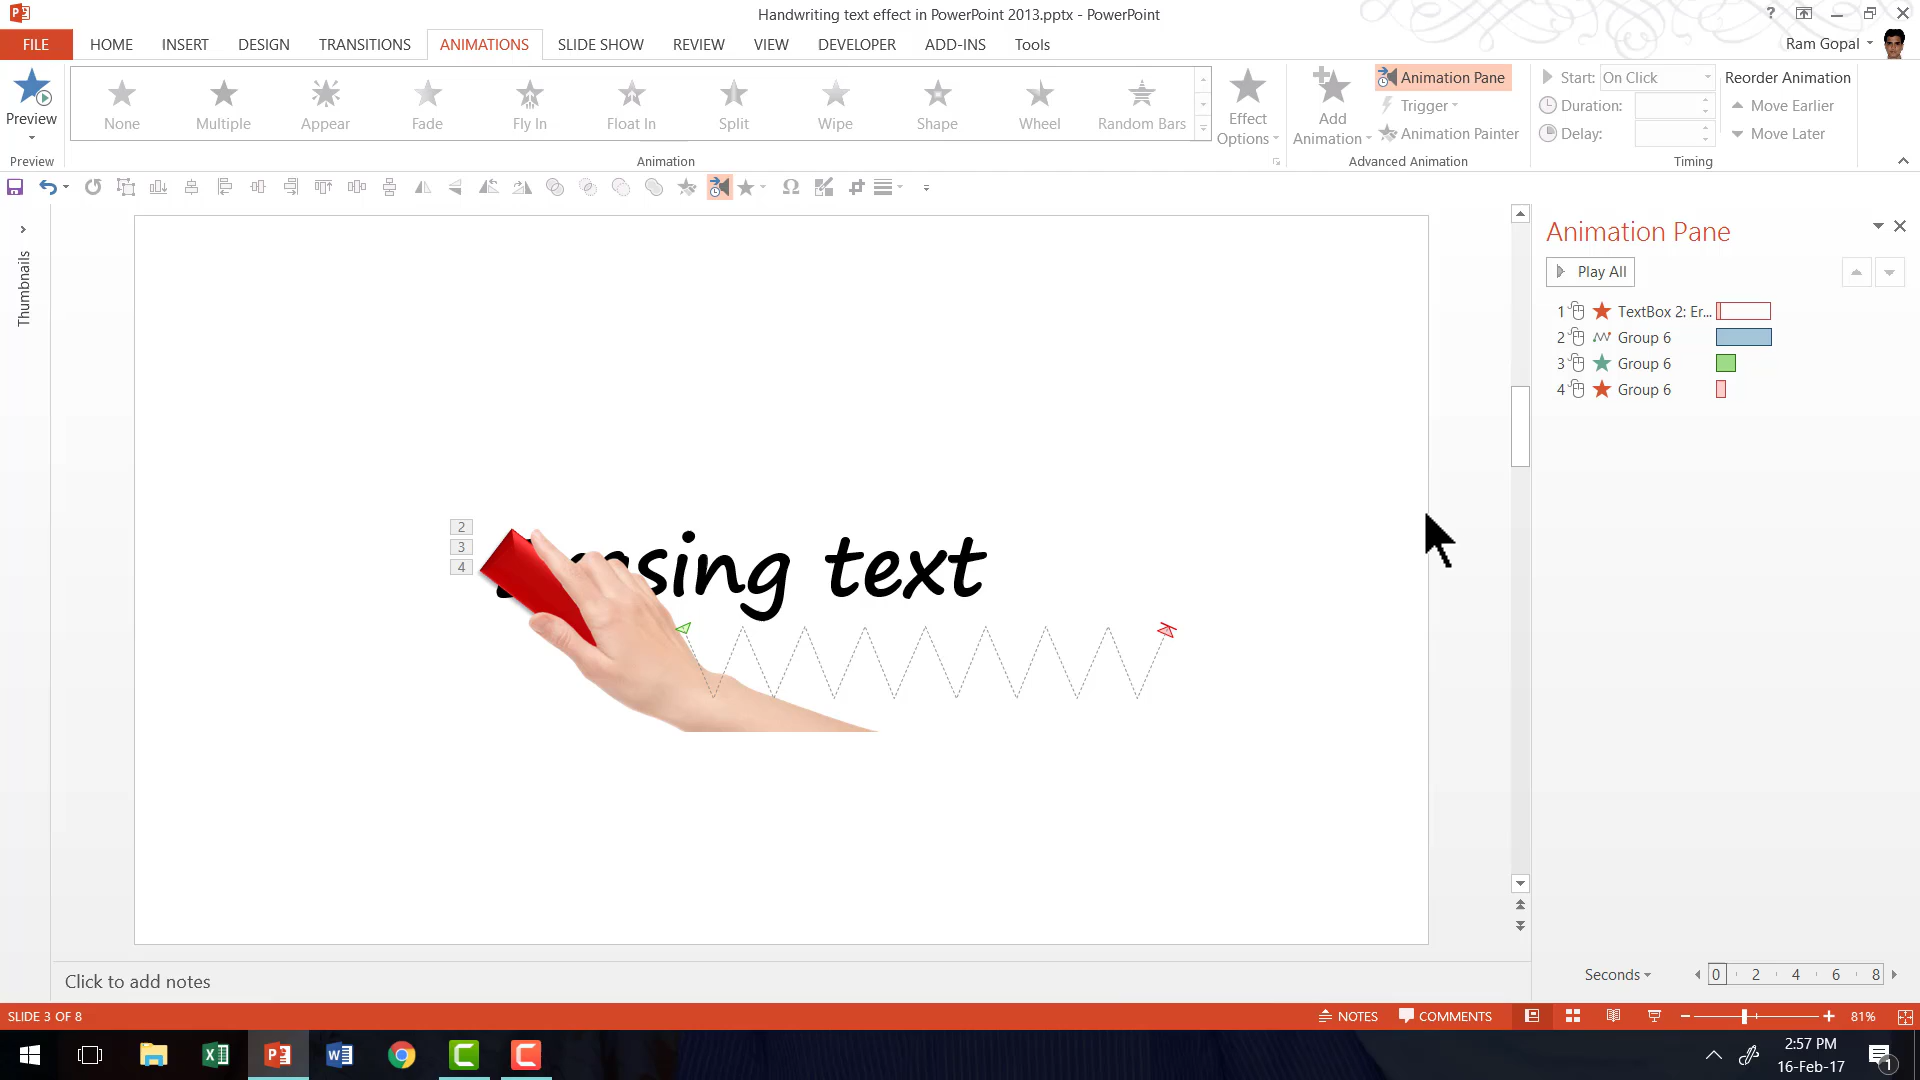 Handwriting text effect in PowerPoint 2013.pptx - PowerPoint
FILE HOME INSERT DESIGN TRANSITIONS ANIMATIONS SLIDE SHOW REVIEW VIEW DEVELOPER ADD-INS Tools
Ram Gopal
Preview
None Multiple Appear Fade Fly In Float In Split Wipe Shape Wheel Random Bars
Effect Options
Add Animation
Animation Pane
Trigger
Animation Painter
Start: On Click
Duration:
Delay:
Reorder Animation
Move Earlier
Move Later
Preview Animation Advanced Animation Timing
Thumbnails
2
3
4
sing text
Animation Pane
Play All
1 TextBox 2: Er...
2 Group 6
3 Group 6
4 Group 6
Click to add notes
Seconds 0 2 4 6 8
SLIDE 3 OF 8
NOTES COMMENTS 81%
2:57 PM
16-Feb-17
1